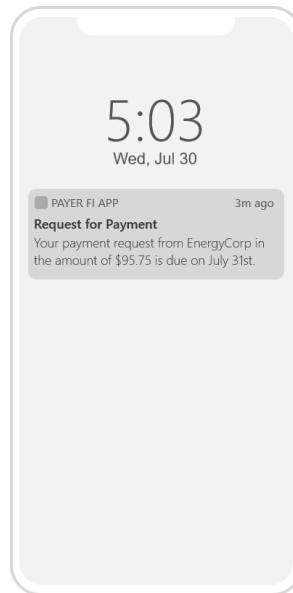 5:03
Wed, Jul 30
PAYER FI APP 3m ago
Request for Payment
Your payment request from EnergyCorp in
the amount of $95.75 is due on July 31st.